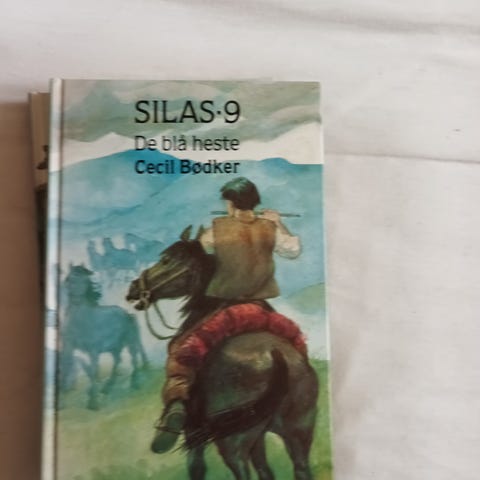 SILAS·9
De blå heste
Cecil Bødker